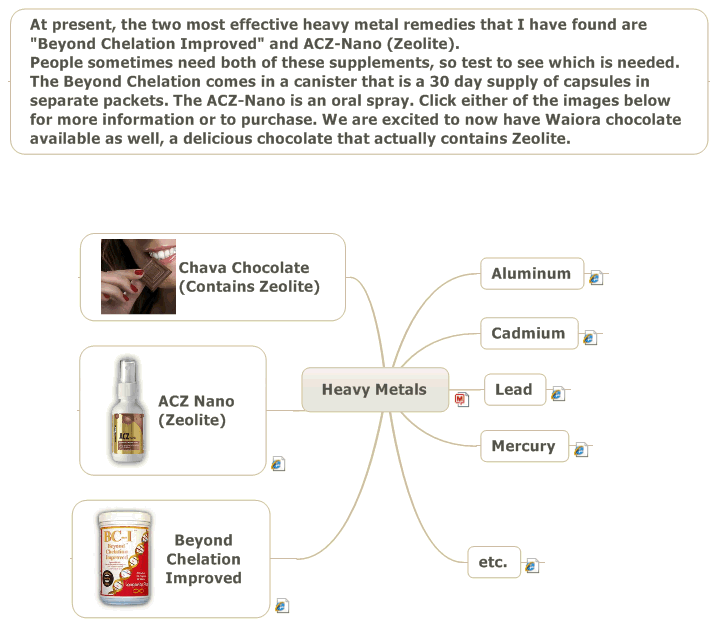 At present, the two most effective heavy metal remedies that I have found are
"Beyond Chelation Improved" and ACZ-Nano (Zeolite).
People sometimes need both of these supplements, so test to see which is needed.
The Beyond Chelation comes in a canister that is a 30 day supply of capsules in
separate packets. The ACZ-Nano is an oral spray. Click either of the images below
for more information or to purchase. We are excited to now have Waiora chocolate
available as well, a delicious chocolate that actually contains Zeolite.
Chava Chocolate
(Contains Zeolite)
ACZ Nano
(Zeolite)
ACZ
Beyond
Chelation
Improved
BC-I
Beyond
Chelation
Improved
Heavy Metals
Aluminum
Cadmium
Lead
Mercury
etc.